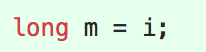 long m = i;